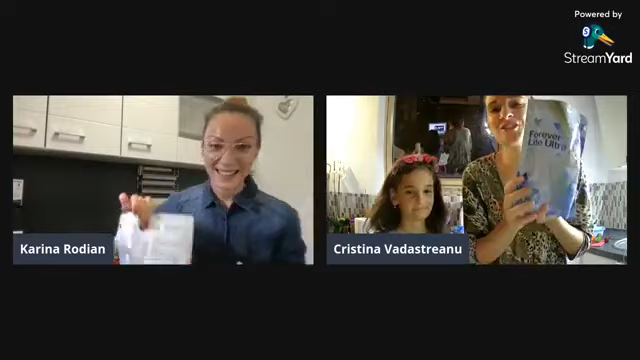 Powered by
StreamYard
Forever
Lite Ultra
Karina Rodian
Cristina Vadastreanu